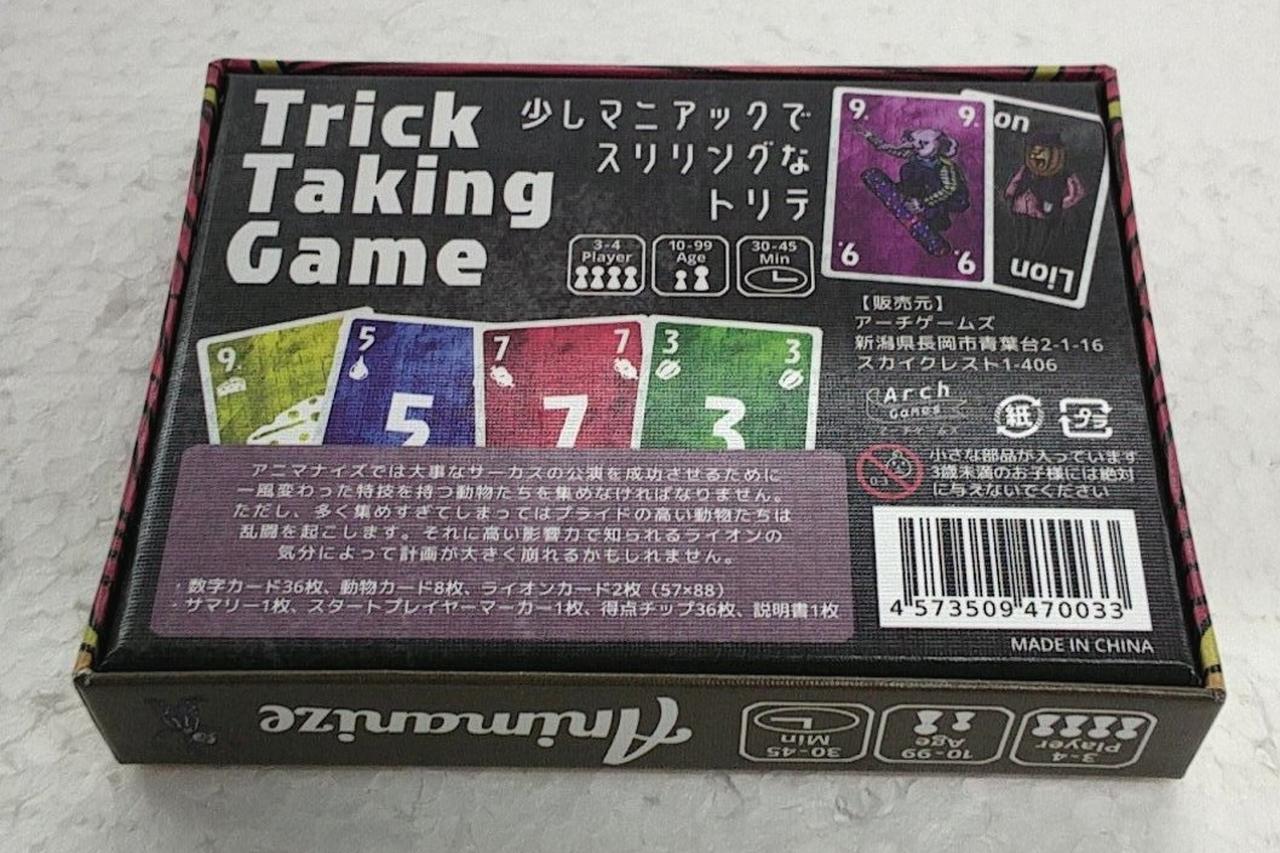 Trick
Taking
Game
少しマニアックで
スリリングな
トリテ
3-4
Player
10-99
Age
30-45
Min
9.
9.
9.
9.
on
Lion
9.
5
5
7
7
7
3
3
3
【販売元】
アーチゲームズ
新潟県長岡市青葉台2-1-16
スカイクレスト1-406
Arch
Games
アーチゲームズ
紙
プラ
0-3
小さな部品が入っています
3歳未満のお子様には絶対
に与えないでください
アニマナイズでは大事なサーカスの公演を成功させるために
一風変わった特技を持つ動物たちを集めなければなりません。
ただし、多く集めすぎてしまってはプライドの高い動物たちは
乱闘を起こします。それに高い影響力で知られるライオンの
気分によって計画が大きく崩れるかもしれません。
・数字カード36枚、動物カード8枚、ライオンカード2枚（57×88）
・サマリー1枚、スタートプレイヤーマーカー1枚、得点チップ36枚、説明書1枚
4 573509 470033
MADE IN CHINA
Animanize
30-45
Min
10-99
Age
3-4
Player